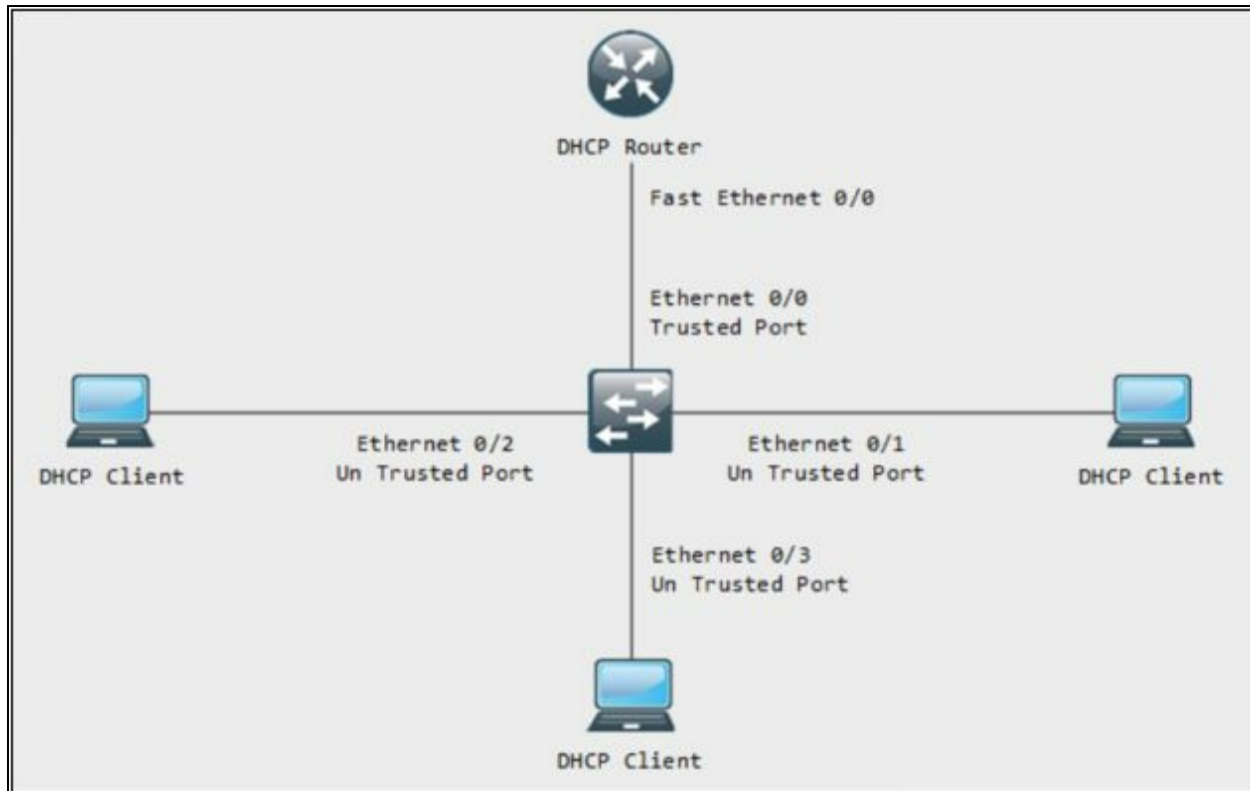 DHCP Router
Fast Ethernet 0/0
Ethernet 0/0
Trusted Port
Ethernet 0/2
Un Trusted Port
DHCP Client
Ethernet 0/1
Un Trusted Port
DHCP Client
Ethernet 0/3
Un Trusted Port
DHCP Client